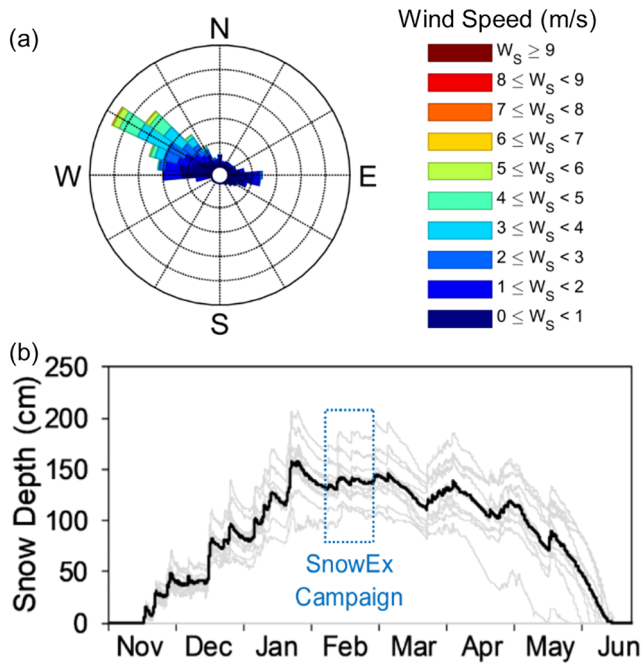 (a)
N
W
E
S
Wind Speed (m/s)
W_S ≥ 9
8 ≤ W_S < 9
7 ≤ W_S < 8
6 ≤ W_S < 7
5 ≤ W_S < 6
4 ≤ W_S < 5
3 ≤ W_S < 4
2 ≤ W_S < 3
1 ≤ W_S < 2
0 ≤ W_S < 1
(b)
Snow Depth (cm)
250
200
150
100
50
0
SnowEx
Campaign
Nov Dec Jan Feb Mar Apr May Jun